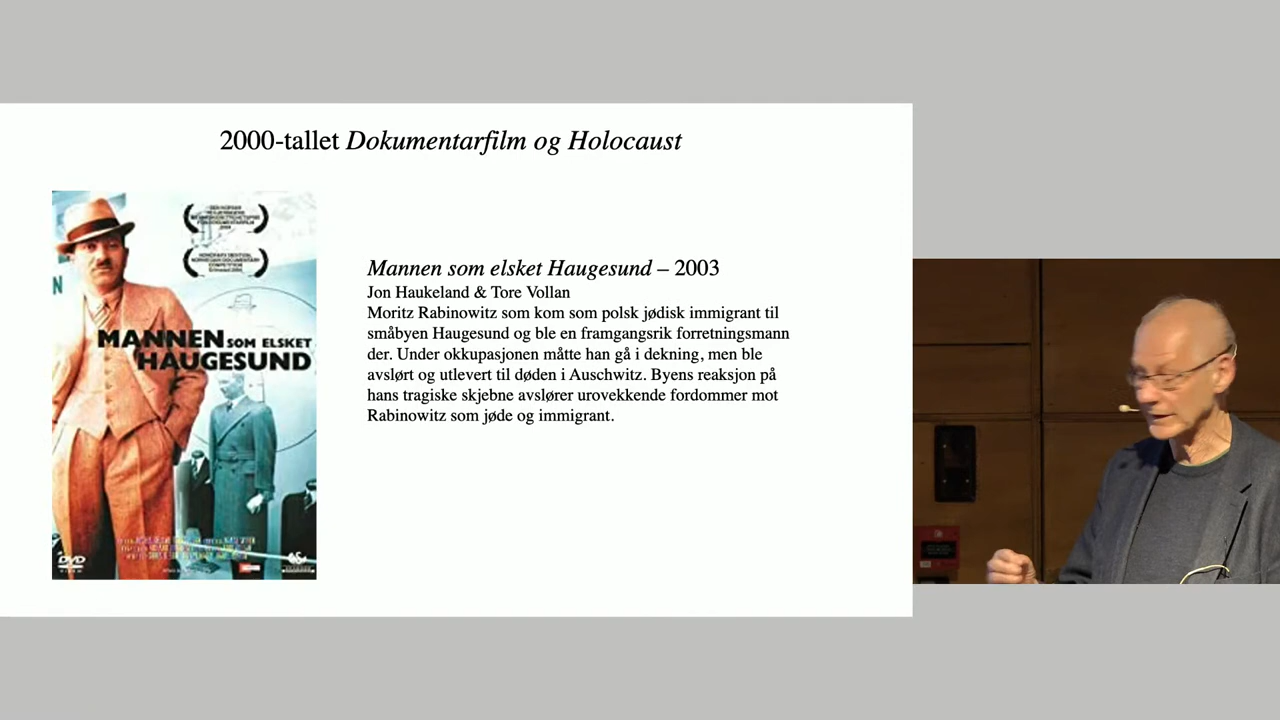 2000-tallet Dokumentarfilm og Holocaust
MANNEN SOM ELSKET
HAUGESUND
DVD
Mannen som elsket Haugesund – 2003
Jon Haukeland & Tore Vollan
Moritz Rabinowitz som kom som polsk jødisk immigrant til
småbyen Haugesund og ble en framgangsrik forretningsmann
der. Under okkupasjonen måtte han gå i dekning, men ble
avslørt og utlevert til døden i Auschwitz. Byens reaksjon på
hans tragiske skjebne avslører urovekkende fordommer mot
Rabinowitz som jøde og immigrant.